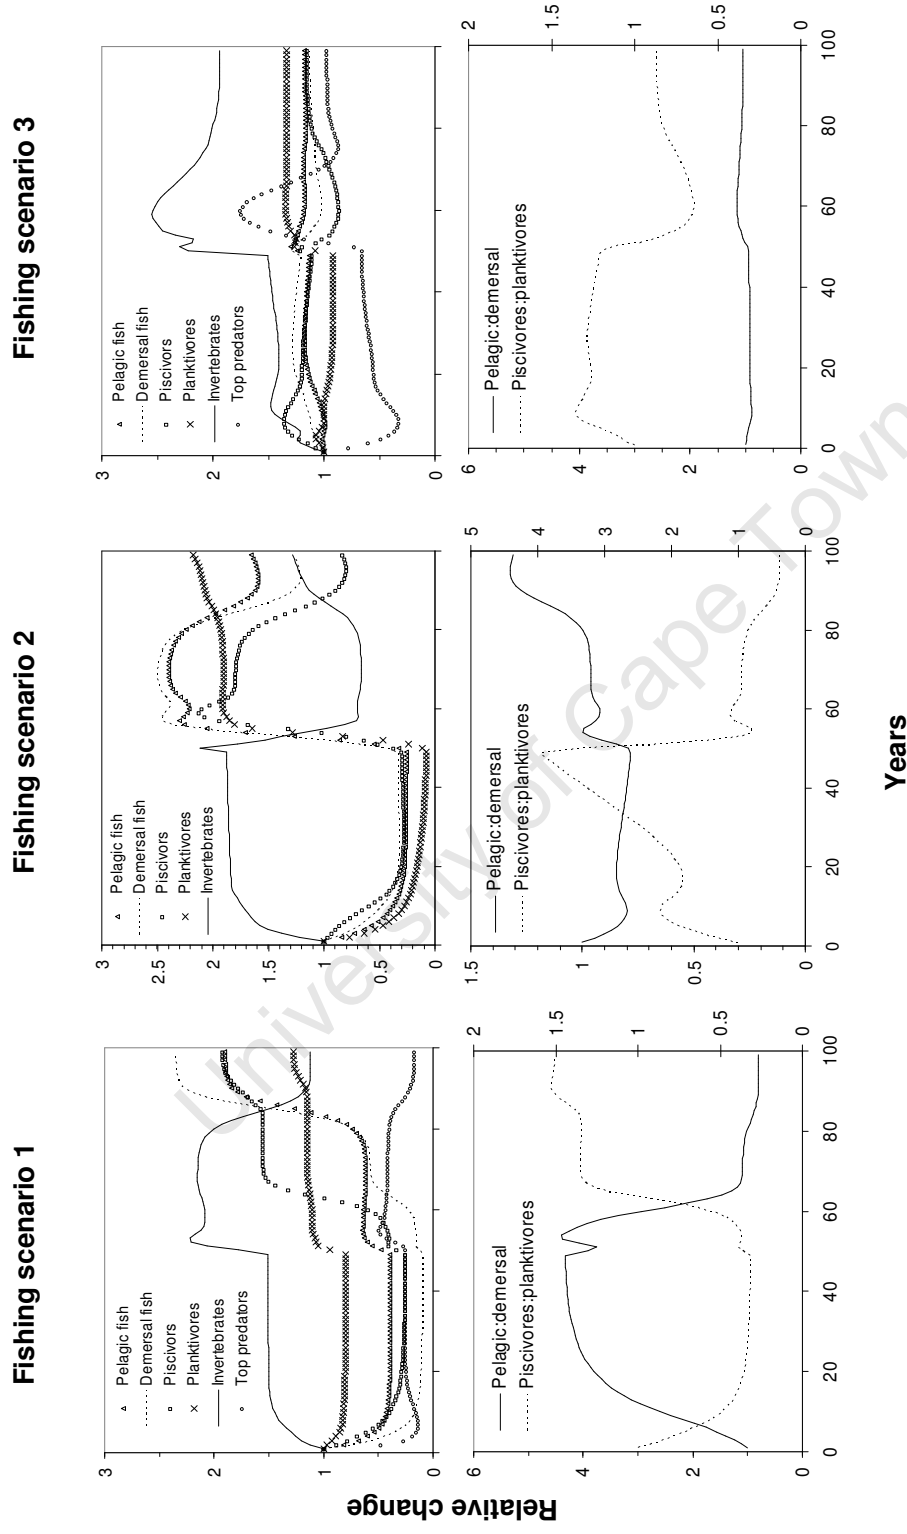 Fishing scenario 1
Fishing scenario 2
Fishing scenario 3
Relative change
3
2
1
0
Pelagic fish
Demersal fish
Piscivors
Planktivores
Invertebrates
Top predators
3
2.5
2
1.5
1
0.5
0
Pelagic fish
Demersal fish
Piscivors
Planktivores
Invertebrates
3
2
1
0
Pelagic fish
Demersal fish
Piscivors
Planktivores
Invertebrates
Top predators
6
4
2
0
Pelagic:demersal
Piscivores:planktivores
2
1.5
1
0.5
0
0 20 40 60 80 100
1.5
1
0.5
0
Pelagic:demersal
Piscivores:planktivores
5
4
3
2
1
0
0 20 40 60 80 100
6
4
2
0
Pelagic:demersal
Piscivores:planktivores
2
1.5
1
0.5
0
0 20 40 60 80 100
Years
University of Cape Town